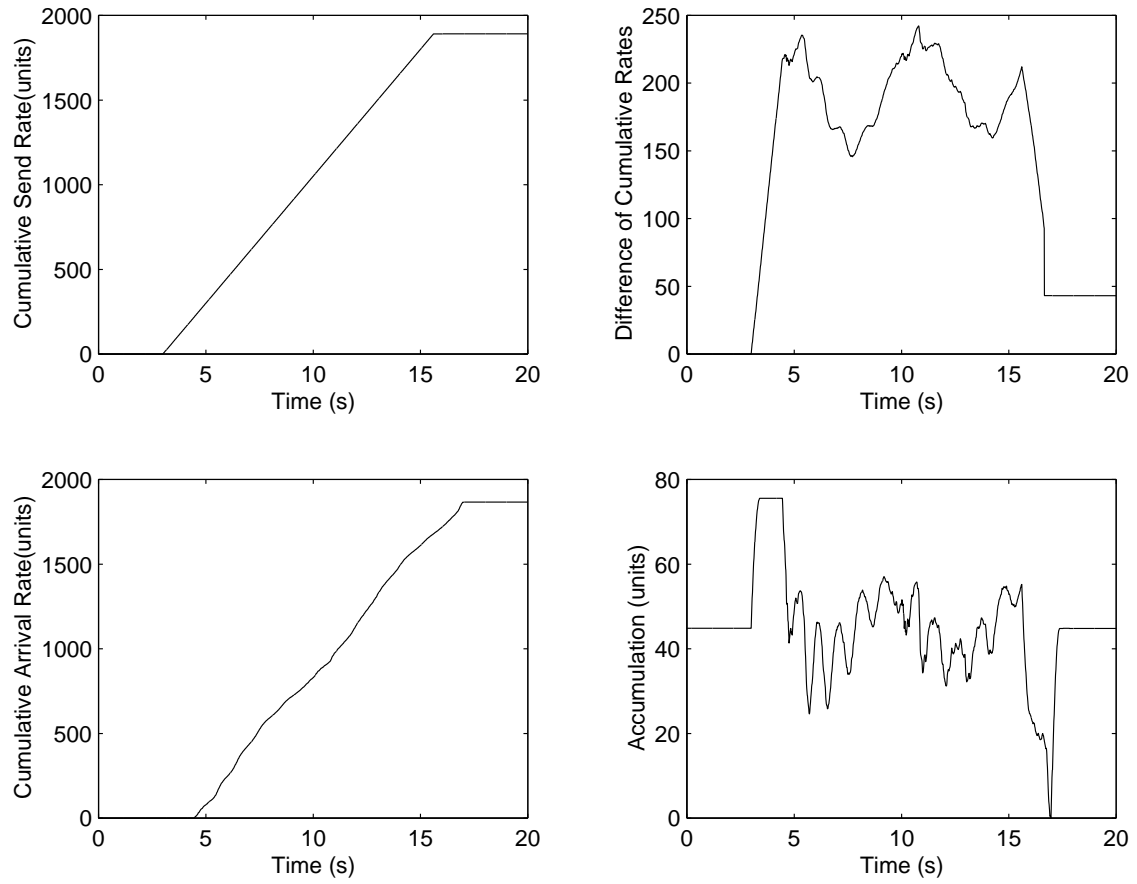 Cumulative Send Rate(units)
2000
1500
1000
500
0
0 5 10 15 20
Time (s)
Difference of Cumulative Rates
250
200
150
100
50
0
0 5 10 15 20
Time (s)
Cumulative Arrival Rate(units)
2000
1500
1000
500
0
0 5 10 15 20
Time (s)
Accumulation (units)
80
60
40
20
0
0 5 10 15 20
Time (s)